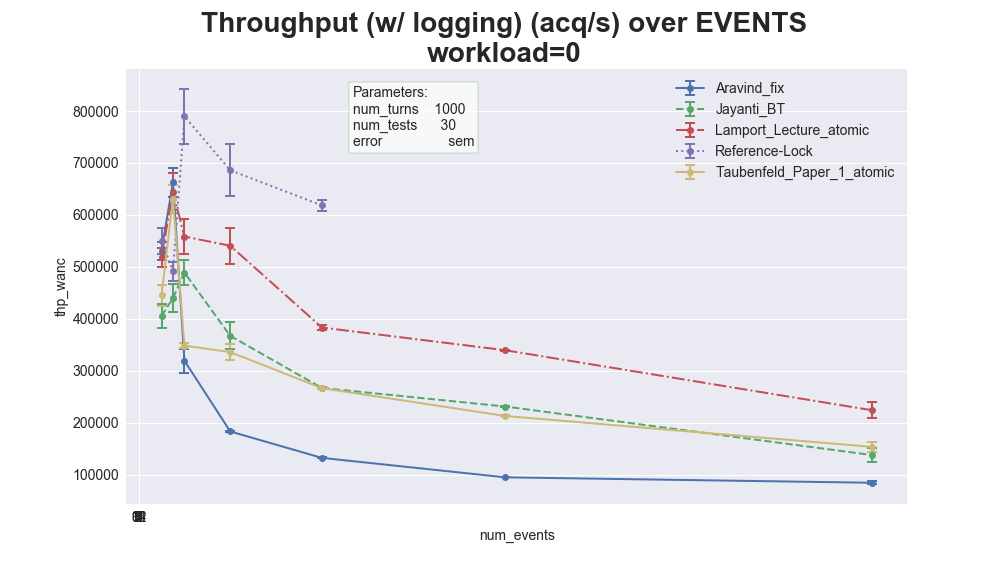 Throughput (w/ logging) (acq/s) over EVENTS
workload=0
Parameters:
num_turns 1000
num_tests 30
error sem
Aravind_fix
Jayanti_BT
Lamport_Lecture_atomic
Reference-Lock
Taubenfeld_Paper_1_atomic
800000
700000
600000
500000
400000
300000
200000
100000
thp_wanc
num_events